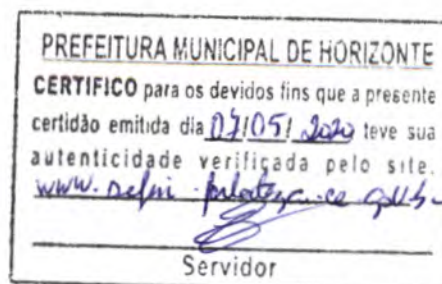 PREFEITURA MUNICIPAL DE HORIZONTE
CERTIFICO para os devidos fins que a presente
certidão emitida dia 07/05/2020 teve sua
autenticidade verificada pelo site.
www.
Servidor